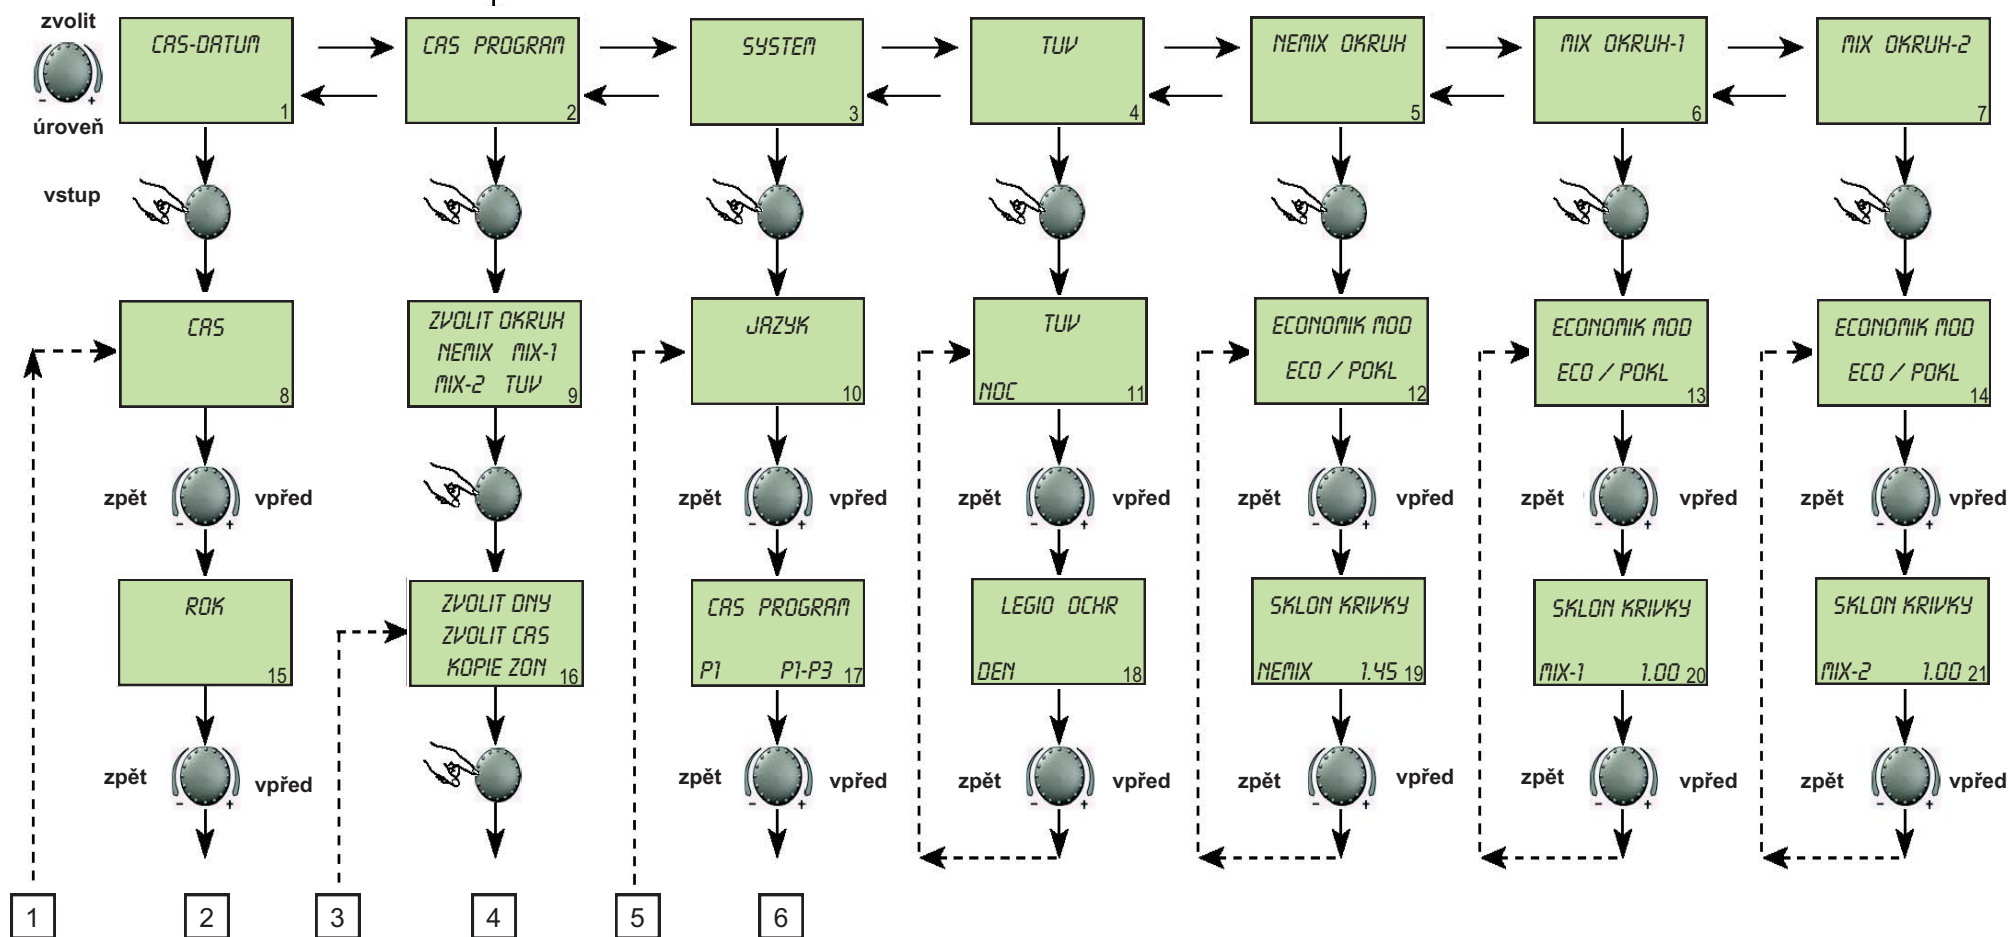 zvolit
- +
úroveň
CAS-DATUM
1
CAS PROGRAM
2
SYSTEM
3
TUV
4
NEMIX OKRUH
5
MIX OKRUH-1
6
MIX OKRUH-2
7
vstup
CAS
8
ZVOLIT OKRUH
NEMIX MIX-1
MIX-2 TUV
9
JAZYK
10
TUV
NOC 11
ECONOMIK MOD
ECO / POKL
12
ECONOMIK MOD
ECO / POKL
13
ECONOMIK MOD
ECO / POKL
14
zpět - + vpřed
zpět - + vpřed
zpět - + vpřed
zpět - + vpřed
zpět - + vpřed
zpět - + vpřed
ROK
15
ZVOLIT DNY
ZVOLIT CAS
KOPIE ZON 16
CAS PROGRAM
P1 P1-P3 17
LEGIO OCHR
DEN 18
SKLON KRIVKY
NEMIX 1.45 19
SKLON KRIVKY
MIX-1 1.00 20
SKLON KRIVKY
MIX-2 1.00 21
zpět - + vpřed
zpět - + vpřed
zpět - + vpřed
zpět - + vpřed
zpět - + vpřed
zpět - + vpřed
1 2 3 4 5 6